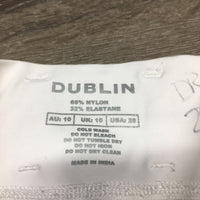 DUBLIN
68% NYLON
32% ELASTANE
AU: 10 UK: 10 USA: 28
COLD WASH
DO NOT BLEACH
DO NOT TUMBLE DRY
DO NOT IRON
DO NOT DRY CLEAN
MADE IN INDIA